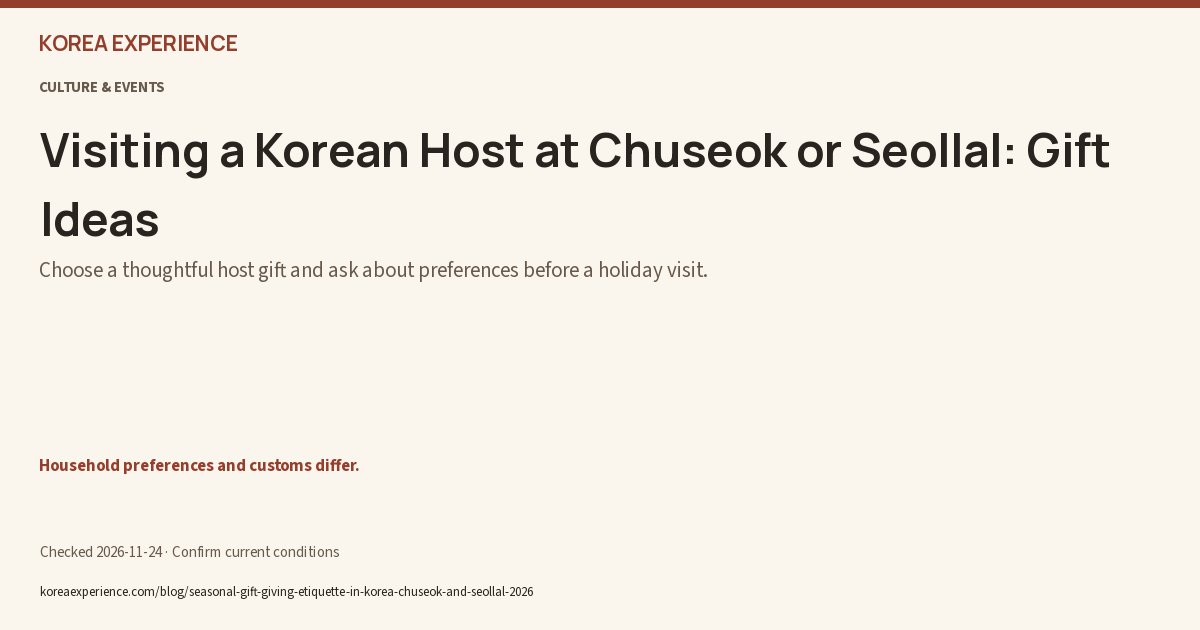 KOREA EXPERIENCE
CULTURE & EVENTS
Visiting a Korean Host at Chuseok or Seollal: Gift
Ideas
Choose a thoughtful host gift and ask about preferences before a holiday visit.
Household preferences and customs differ.
Checked 2026-11-24 · Confirm current conditions
koreaexperience.com/blog/seasonal-gift-giving-etiquette-in-korea-chuseok-and-seollal-2026